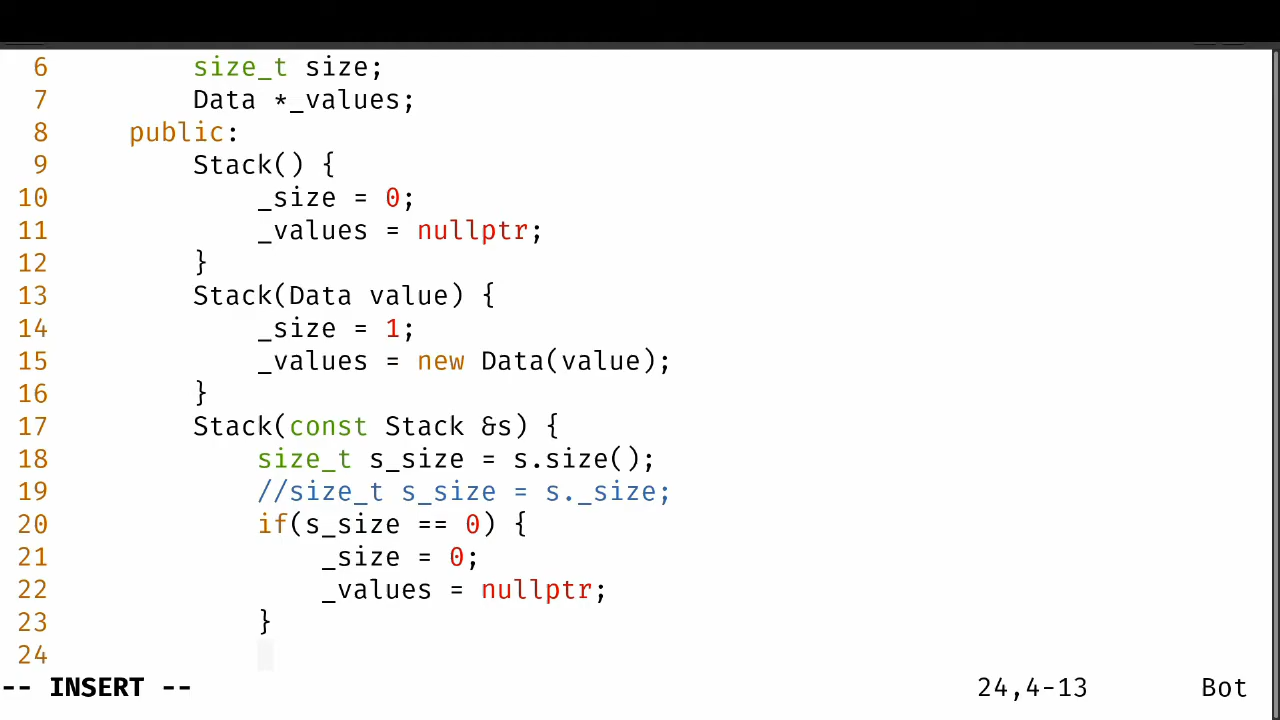 6         size_t size;
7         Data *_values;
8     public:
9         Stack() {
10             _size = 0;
11             _values = nullptr;
12         }
13         Stack(Data value) {
14             _size = 1;
15             _values = new Data(value);
16         }
17         Stack(const Stack &s) {
18             size_t s_size = s.size();
19             //size_t s_size = s._size;
20             if(s_size == 0) {
21                 _size = 0;
22                 _values = nullptr;
23             }
24
-- INSERT -- 24,4-13 Bot